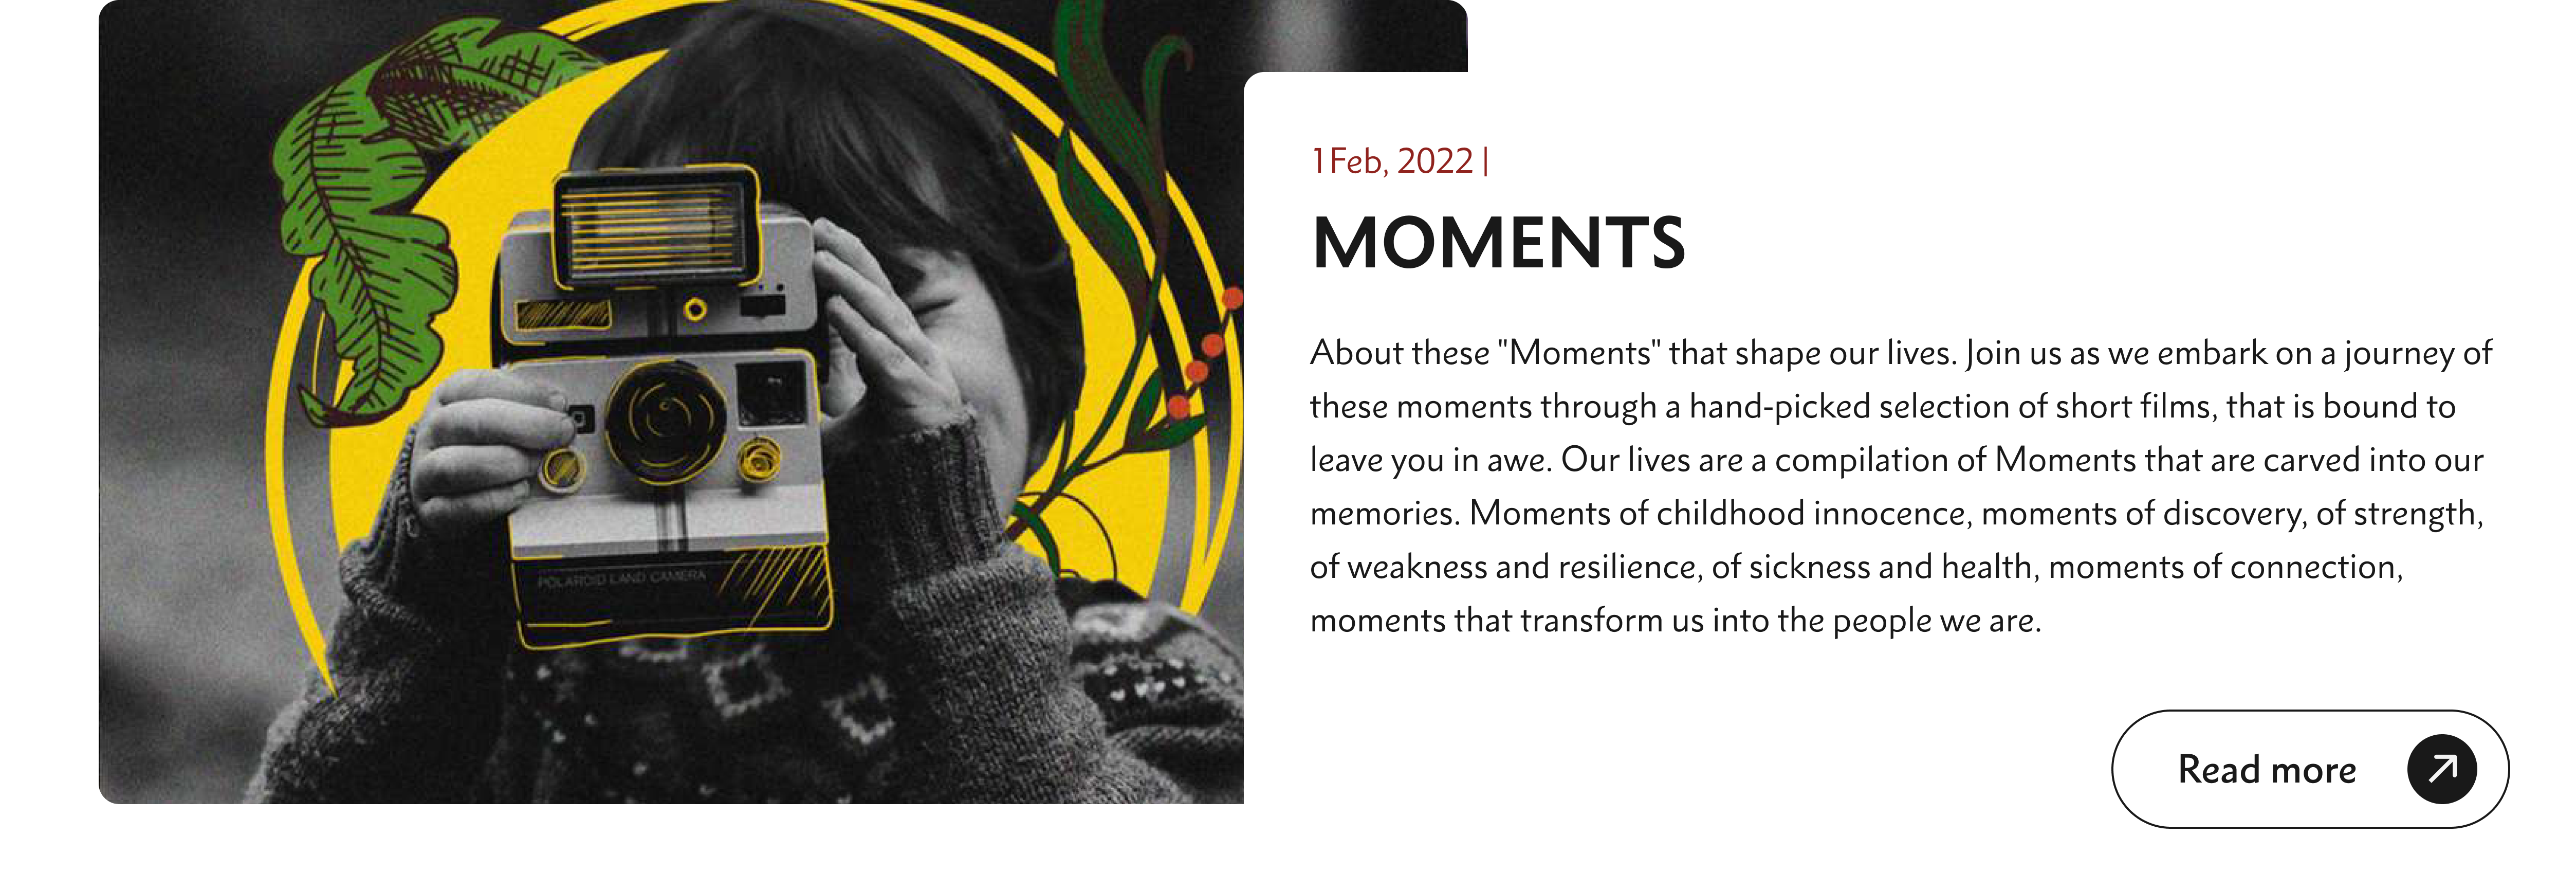 POLAROID LAND CAMERA
1 Feb, 2022 |
MOMENTS
About these "Moments" that shape our lives. Join us as we embark on a journey of
these moments through a hand-picked selection of short films, that is bound to
leave you in awe. Our lives are a compilation of Moments that are carved into our
memories. Moments of childhood innocence, moments of discovery, of strength,
of weakness and resilience, of sickness and health, moments of connection,
moments that transform us into the people we are.
Read more